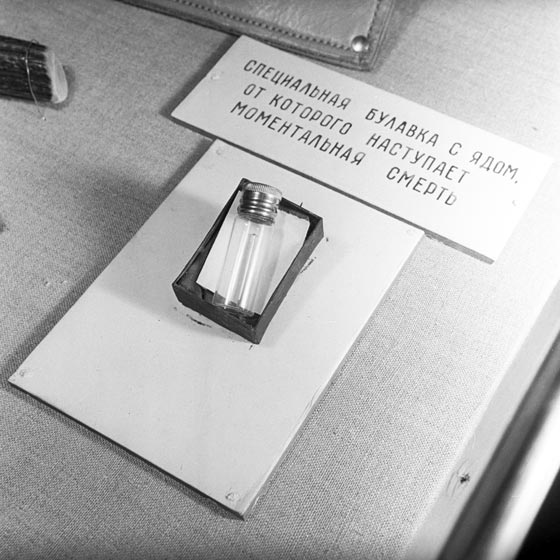 СПЕЦИАЛЬНАЯ БУЛАВКА С ЯДОМ,
ОТ КОТОРОГО НАСТУПАЕТ
МОМЕНТАЛЬНАЯ СМЕРТЬ